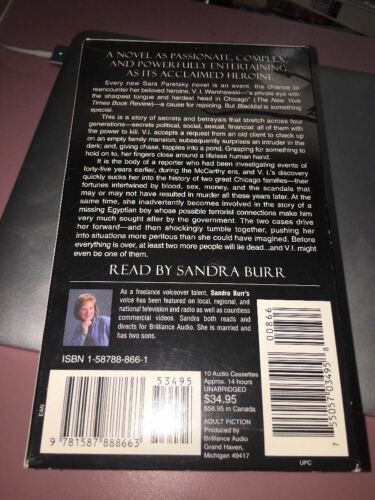 A NOVEL AS PASSIONATE, COMPLEX,
AND POWERFULLY ENTERTAINING
AS ITS ACCLAIMED HEROINE
Every new Sara Paretsky novel is an event, the chance to
reencounter her beloved heroine, V. I. Warshawski—"a private eye with
the sharpest tongue and hardest head in Chicago" (The New York
Times Book Review)—a cause for rejoicing. But Blacklist is something
special.
This is a story of secrets and betrayals that stretch across four
generations—secrets political, social, sexual, financial: all of them with
the power to kill. V.I. accepts a request from an old client to check up
on an empty family mansion; subsequently surprises an intruder in the
dark; and, giving chase, topples into a pond. Grasping for something to
hold on to, her fingers close around a lifeless human hand.
It is the body of a reporter who had been investigating events of
forty-five years earlier, during the McCarthy era, and V. I.'s discovery
quickly sucks her into the history of two great Chicago families—their
fortunes intertwined by blood, sex, money, and the scandals that
may or may not have resulted in murder all these years later. At the
same time, she inadvertently becomes involved in the story of a
missing Egyptian boy whose possible terrorist connections make him
very much sought after by the government. The two cases drive
her forward—and then shockingly tumble together, pushing her
into situations more perilous than she could have imagined. Before
everything is over, at least two more people will lie dead...and V.I. might
even be one of them.
READ BY SANDRA BURR
As a freelance voiceover talent, Sandra Burr's
voice has been featured on local, regional, and
national television and radio as well as countless
commercial videos. Sandra both reads and
directs for Brilliance Audio. She is married and
has two sons.
ISBN 1-58788-866-1
53495
EAN
9 781587 888663
10 Audio Cassettes
Approx. 14 hours
UNABRIDGED
$34.95
$58.95 in Canada
ADULT FICTION
Produced by
Brilliance Audio
Grand Haven,
Michigan 49417
00866
7 55057 03495 8
UPC